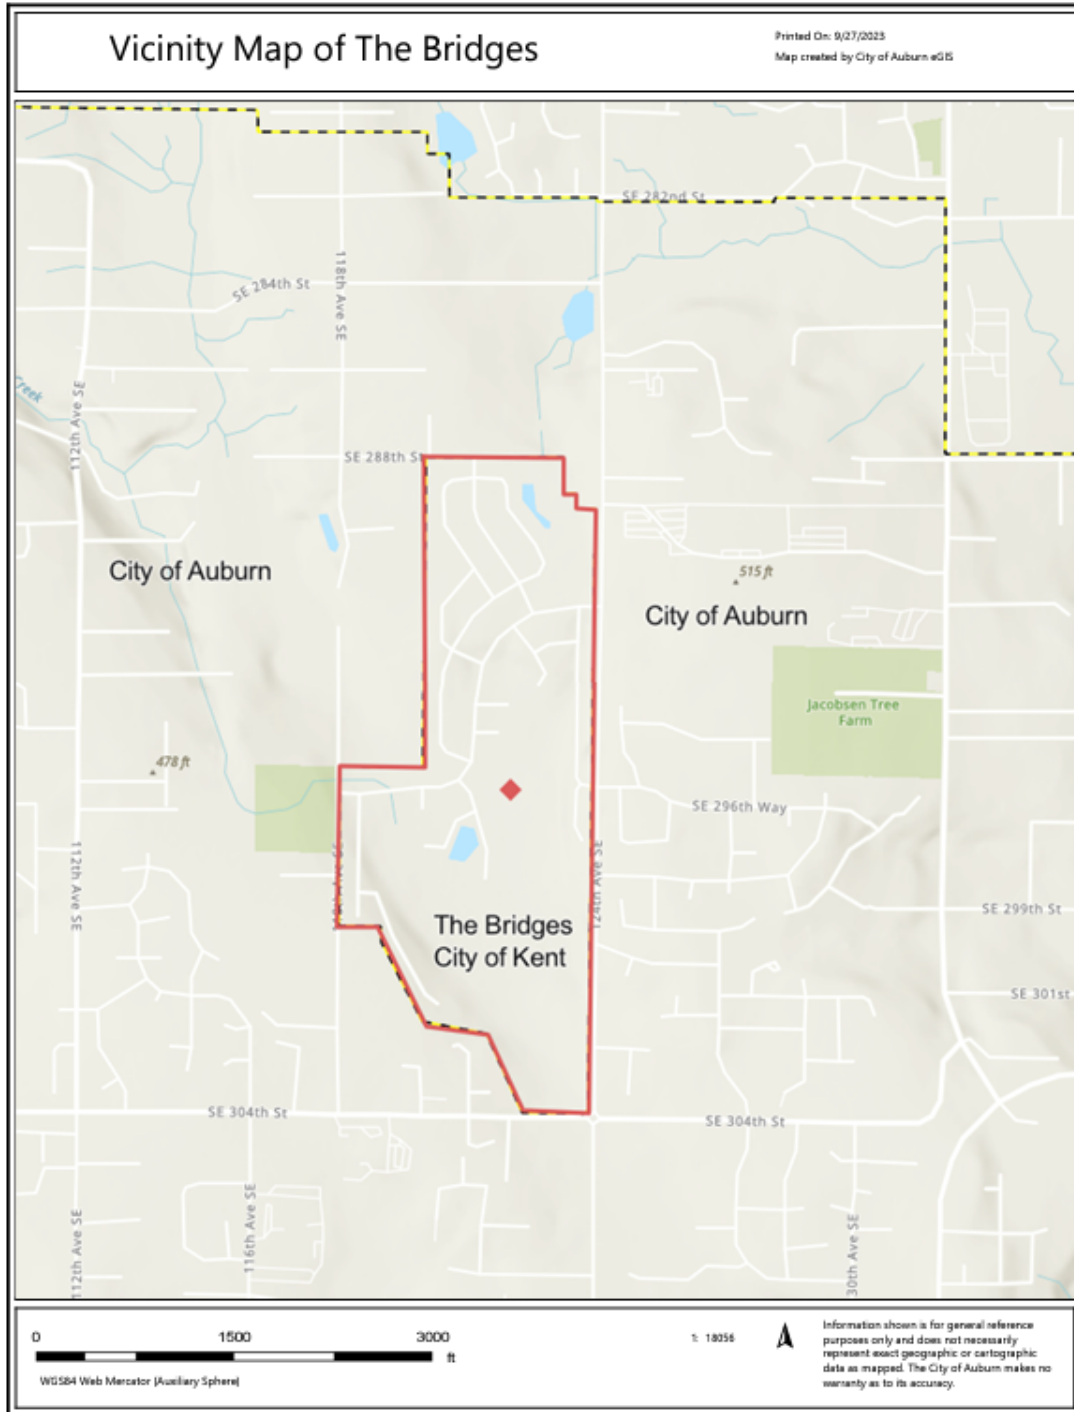 Vicinity Map of The Bridges
Printed On: 9/27/2023
Map created by City of Auburn eGIS
SE 282nd St
SE 284th St
118th Ave SE
Creek
112th Ave SE
SE 288th St
City of Auburn
515 ft
City of Auburn
Jacobsen Tree
Farm
478 ft
SE 296th Way
112th Ave SE
124th Ave SE
SE 299th St
The Bridges
City of Kent
SE 301st
SE 304th St
SE 304th St
112th Ave SE
116th Ave SE
30th Ave SE
0 1500 3000
ft
WGS84 Web Mercator (Auxiliary Sphere)
1: 18056
Information shown is for general reference
purposes only and does not necessarily
represent exact geographic or cartographic
data as mapped. The City of Auburn makes no
warranty as to its accuracy.